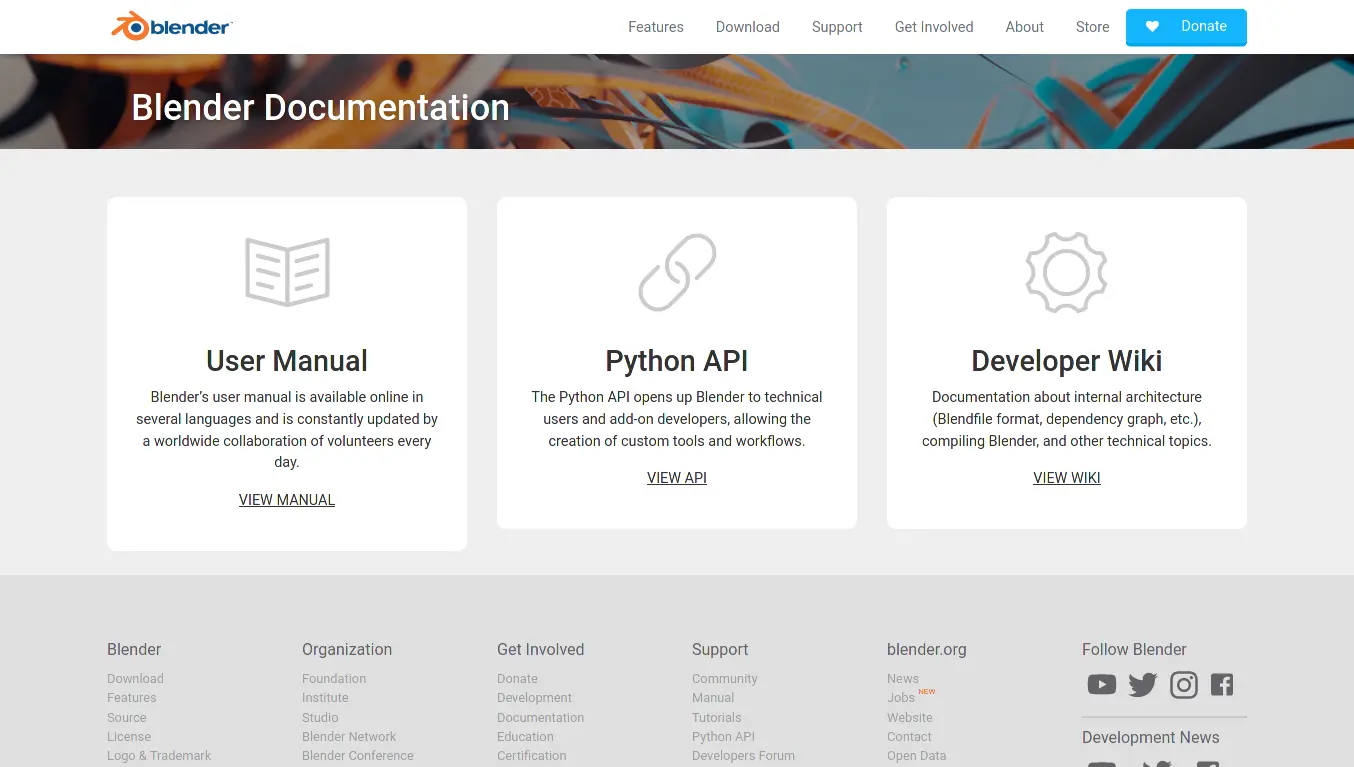 blender
Features Download Support Get Involved About Store Donate
Blender Documentation
User Manual
Blender’s user manual is available online in
several languages and is constantly updated by
a worldwide collaboration of volunteers every
day.
VIEW MANUAL
Python API
The Python API opens up Blender to technical
users and add-on developers, allowing the
creation of custom tools and workflows.
VIEW API
Developer Wiki
Documentation about internal architecture
(Blendfile format, dependency graph, etc.),
compiling Blender, and other technical topics.
VIEW WIKI
Blender
Download
Features
Source
License
Logo & Trademark
Organization
Foundation
Institute
Studio
Blender Network
Blender Conference
Get Involved
Donate
Development
Documentation
Education
Certification
Support
Community
Manual
Tutorials
Python API
Developers Forum
blender.org
News
Jobs NEW
Website
Contact
Open Data
Follow Blender
Development News